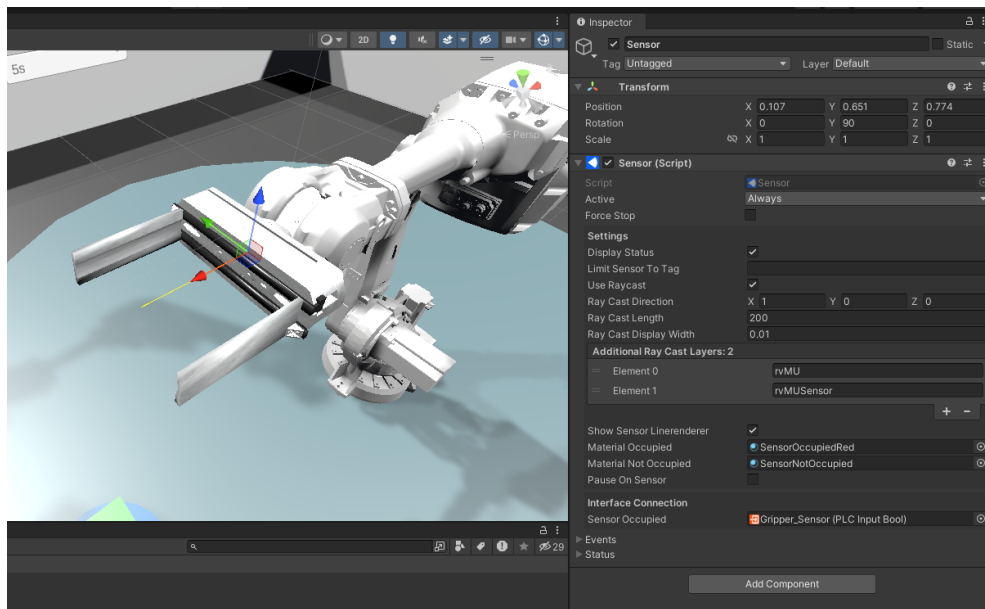 Inspector
2D
5s
Persp
Sensor
Static
Tag Untagged
Layer Default
Transform
Position X 0.107 Y 0.651 Z 0.774
Rotation X 0 Y 90 Z 0
Scale X 1 Y 1 Z 1
Sensor (Script)
Script Sensor
Active Always
Force Stop
Settings
Display Status
Limit Sensor To Tag
Use Raycast
Ray Cast Direction X 1 Y 0 Z 0
Ray Cast Length 200
Ray Cast Display Width 0.01
Additional Ray Cast Layers: 2
Element 0 rvMU
Element 1 rvMUSensor
Show Sensor Linerenderer
Material Occupied SensorOccupiedRed
Material Not Occupied SensorNotOccupied
Pause On Sensor
Interface Connection
Sensor Occupied Gripper_Sensor (PLC Input Bool)
Events
Status
29
Add Component